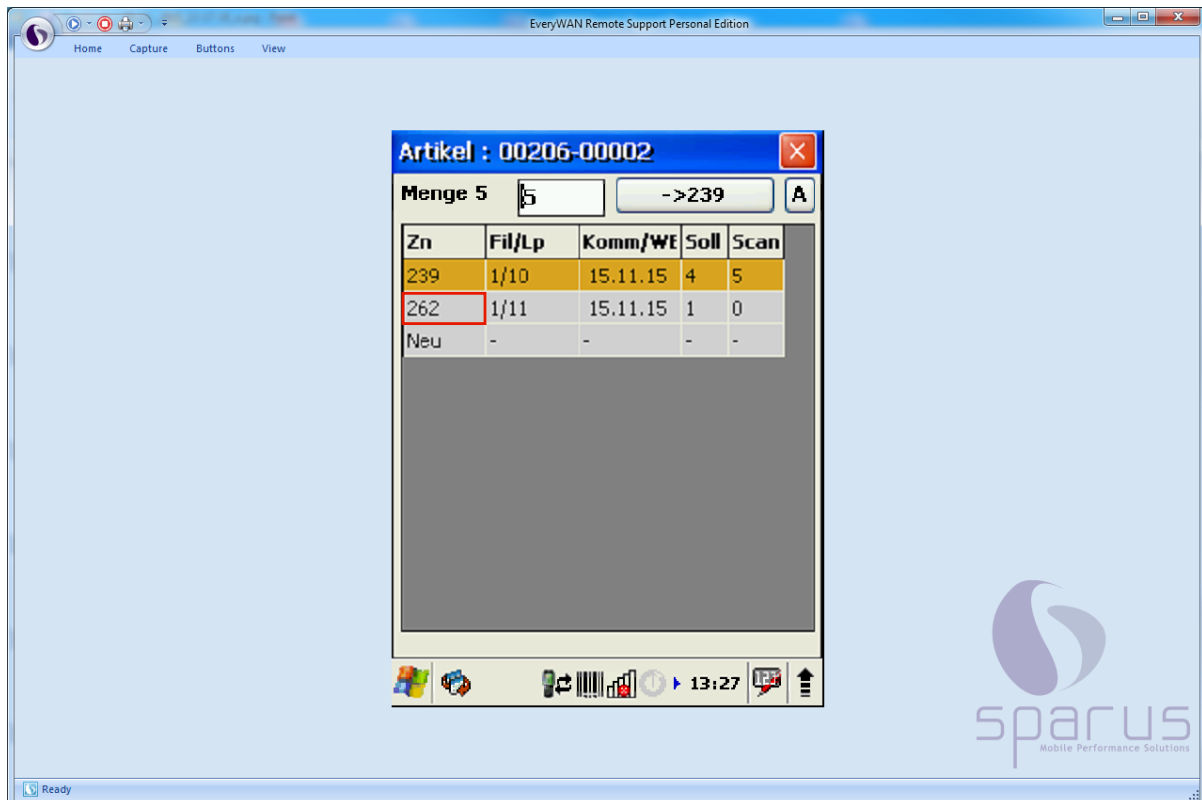 EveryWAN Remote Support Personal Edition
Home Capture Buttons View
Artikel : 00206-00002
Menge 5 5 ->239 A
Zn Fil/Lp Komm/WE Soll Scan
239 1/10 15.11.15 4 5
262 1/11 15.11.15 1 0
Neu - - - -
13:27
sparus
Mobile Performance Solutions
Ready